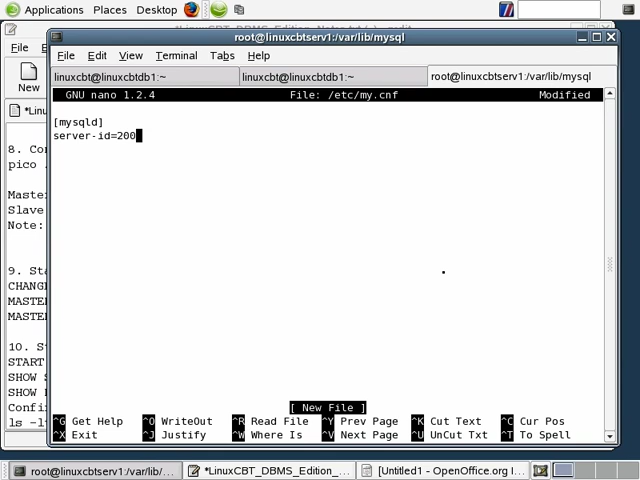 Applications Places Desktop
root@linuxcbtserv1:/var/lib/mysql
File Edit View Terminal Tabs Help
File
New
*Linu
linuxcbt@linuxcbtdb1:~ linuxcbt@linuxcbtdb1:~ root@linuxcbtserv1:/var/lib/mysql
GNU nano 1.2.4 File: /etc/my.cnf Modified
[mysqld]
server-id=200
8. Con
pico
Maste
Slave
Note:
9. Sta
CHANG
MASTE
MASTE
10. S
START
SHOW S
SHOW
Confi
ls -l
[ New File ]
^G Get Help ^O WriteOut ^R Read File ^Y Prev Page ^K Cut Text ^C Cur Pos
^X Exit ^J Justify ^W Where Is ^V Next Page ^U UnCut Txt ^T To Spell
root@linuxcbtserv1:/var/lib/... *LinuxCBT_DBMS_Edition_... [Untitled1 - OpenOffice.org I...